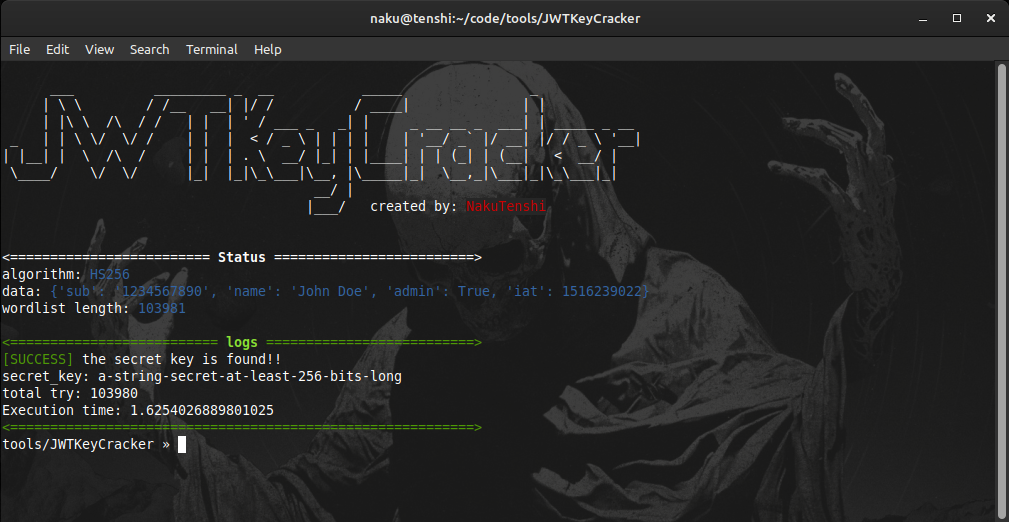 naku@tenshi:~/code/tools/JWTKeyCracker
File Edit View Search Terminal Help
JWTKeyCracker
created by: NakuTenshi
<========================= Status =========================>
algorithm: HS256
data: {'sub': '1234567890', 'name': 'John Doe', 'admin': True, 'iat': 1516239022}
wordlist length: 103981
<========================== logs ==========================>
[SUCCESS] the secret key is found!!
secret_key: a-string-secret-at-least-256-bits-long
total try: 103980
Execution time: 1.6254026889801025
<==========================================================>
tools/JWTKeyCracker »